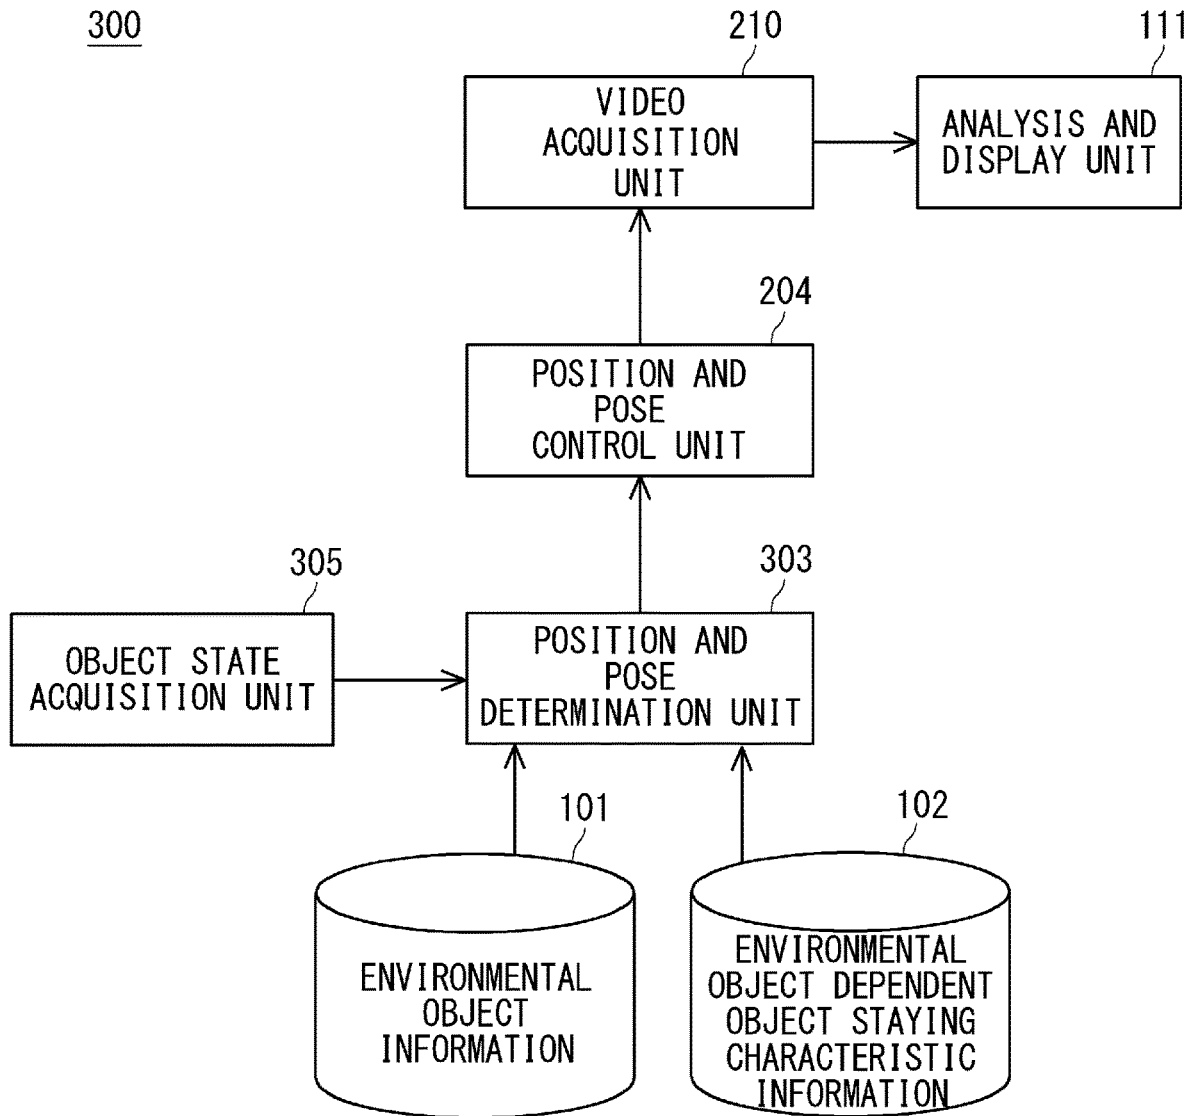 300
210
111
VIDEO
ACQUISITION
UNIT
ANALYSIS AND
DISPLAY UNIT
204
POSITION AND
POSE
CONTROL UNIT
305
303
OBJECT STATE
ACQUISITION UNIT
POSITION AND
POSE
DETERMINATION UNIT
101
102
ENVIRONMENTAL
OBJECT
INFORMATION
ENVIRONMENTAL
OBJECT DEPENDENT
OBJECT STAYING
CHARACTERISTIC
INFORMATION